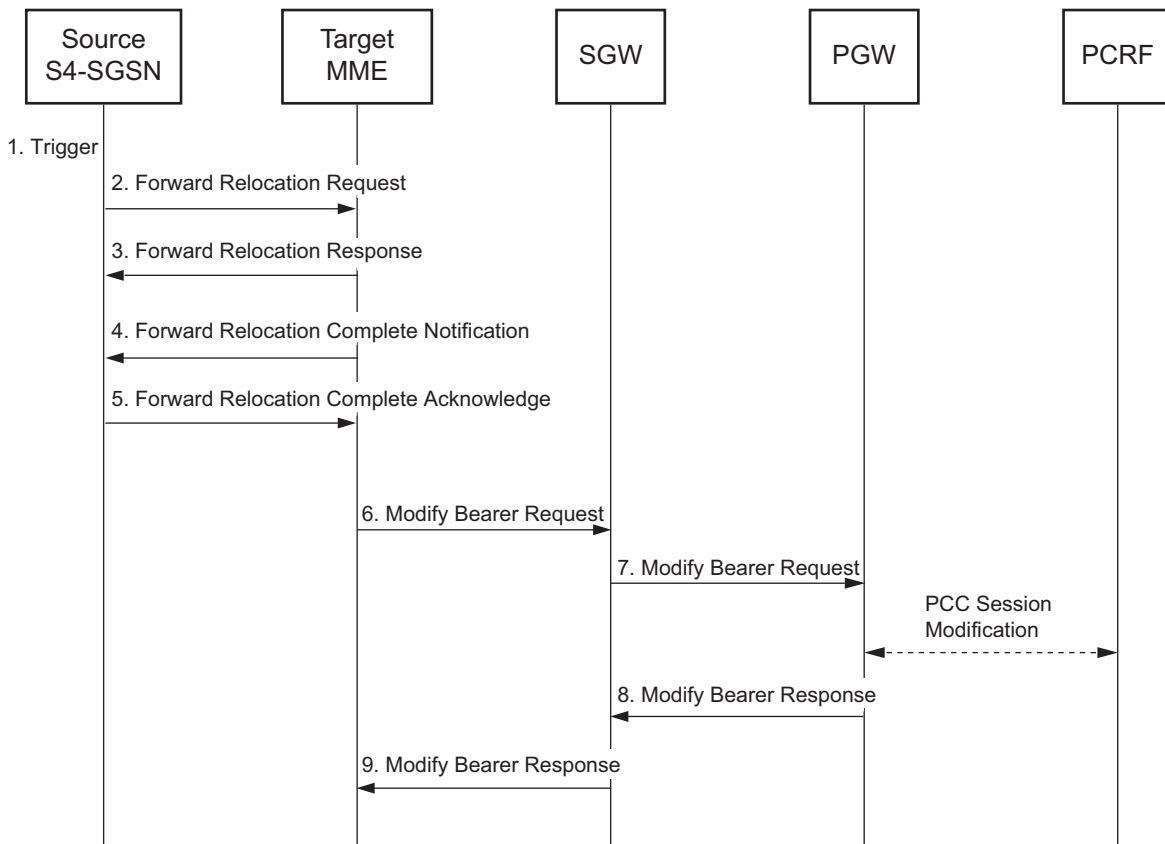 Source
S4-SGSN
Target
MME
SGW
PGW
PCRF
1. Trigger
2. Forward Relocation Request
3. Forward Relocation Response
4. Forward Relocation Complete Notification
5. Forward Relocation Complete Acknowledge
6. Modify Bearer Request
7. Modify Bearer Request
PCC Session
Modification
8. Modify Bearer Response
9. Modify Bearer Response